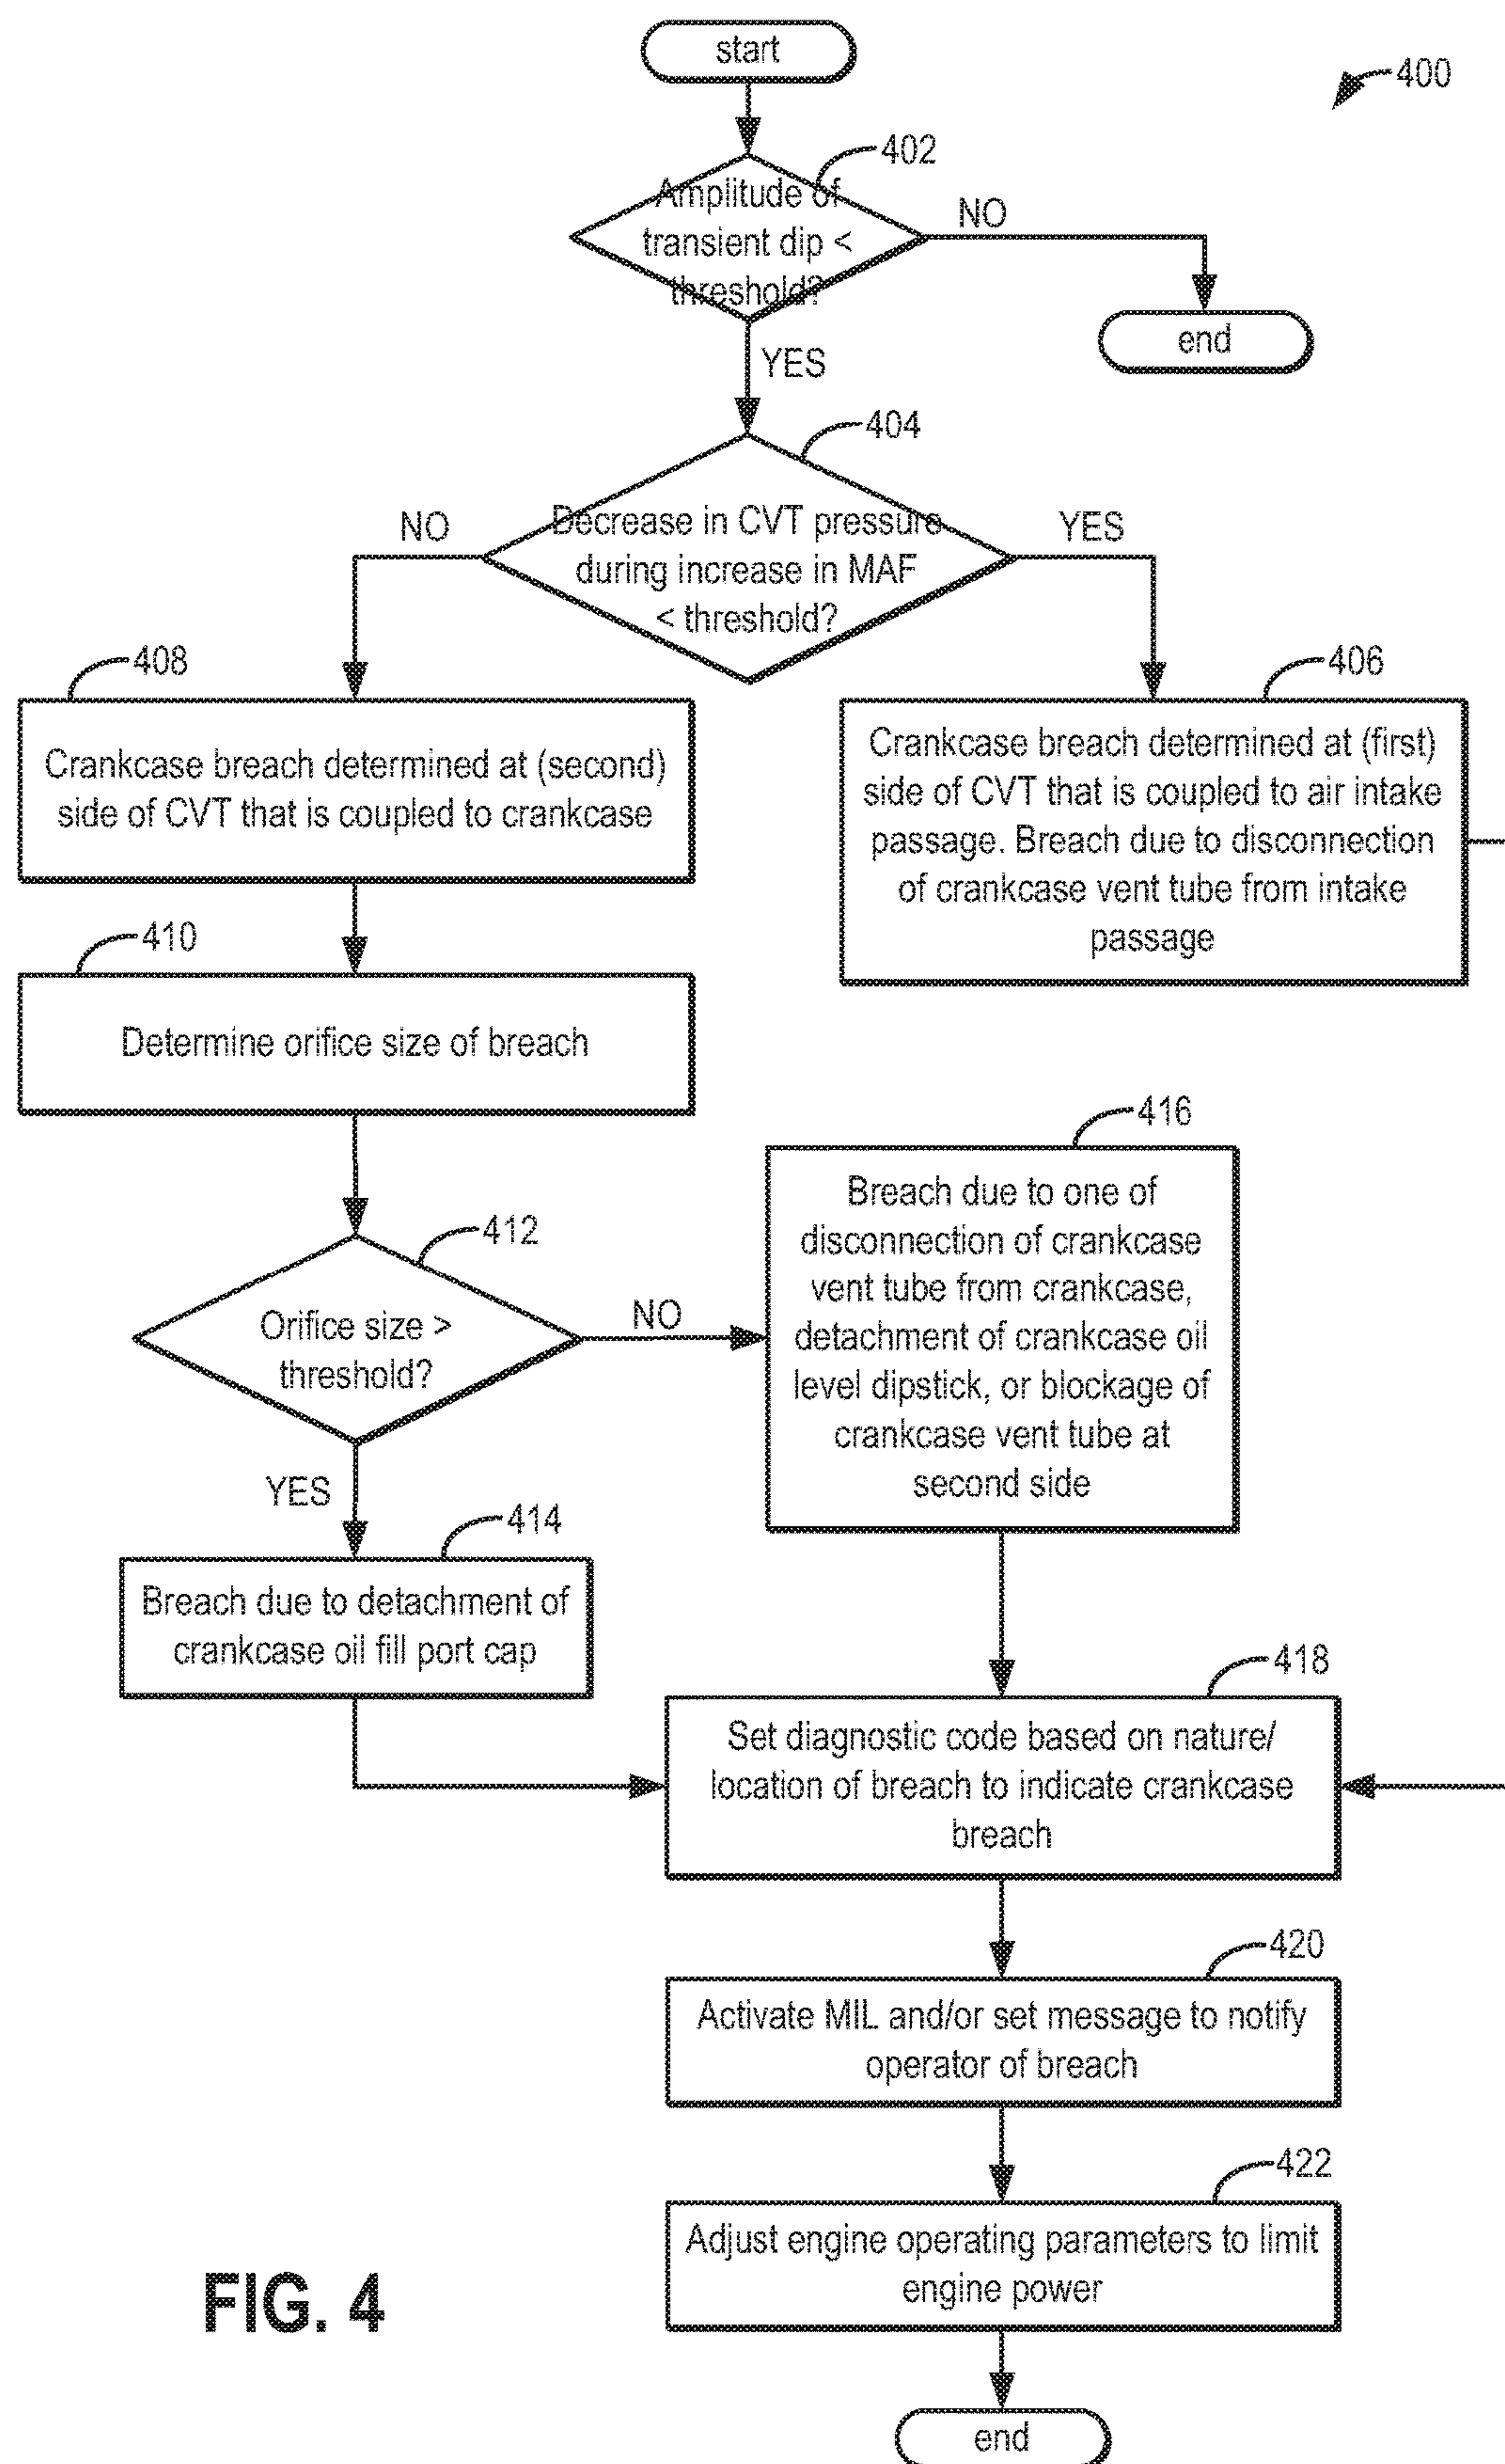 start
400
402
Amplitude of
transient dip <
threshold?
NO
end
YES
404
Decrease in CVT pressure
during increase in MAF
< threshold?
NO
YES
408
406
Crankcase breach determined at (second)
side of CVT that is coupled to crankcase
Crankcase breach determined at (first)
side of CVT that is coupled to air intake
passage. Breach due to disconnection
of crankcase vent tube from intake
passage
410
Determine orifice size of breach
416
Breach due to one of
disconnection of crankcase
vent tube from crankcase,
detachment of crankcase oil
level dipstick, or blockage of
crankcase vent tube at
second side
412
Orifice size >
threshold?
NO
YES
414
Breach due to detachment of
crankcase oil fill port cap
418
Set diagnostic code based on nature/
location of breach to indicate crankcase
breach
420
Activate MIL and/or set message to notify
operator of breach
422
Adjust engine operating parameters to limit
engine power
FIG. 4
end